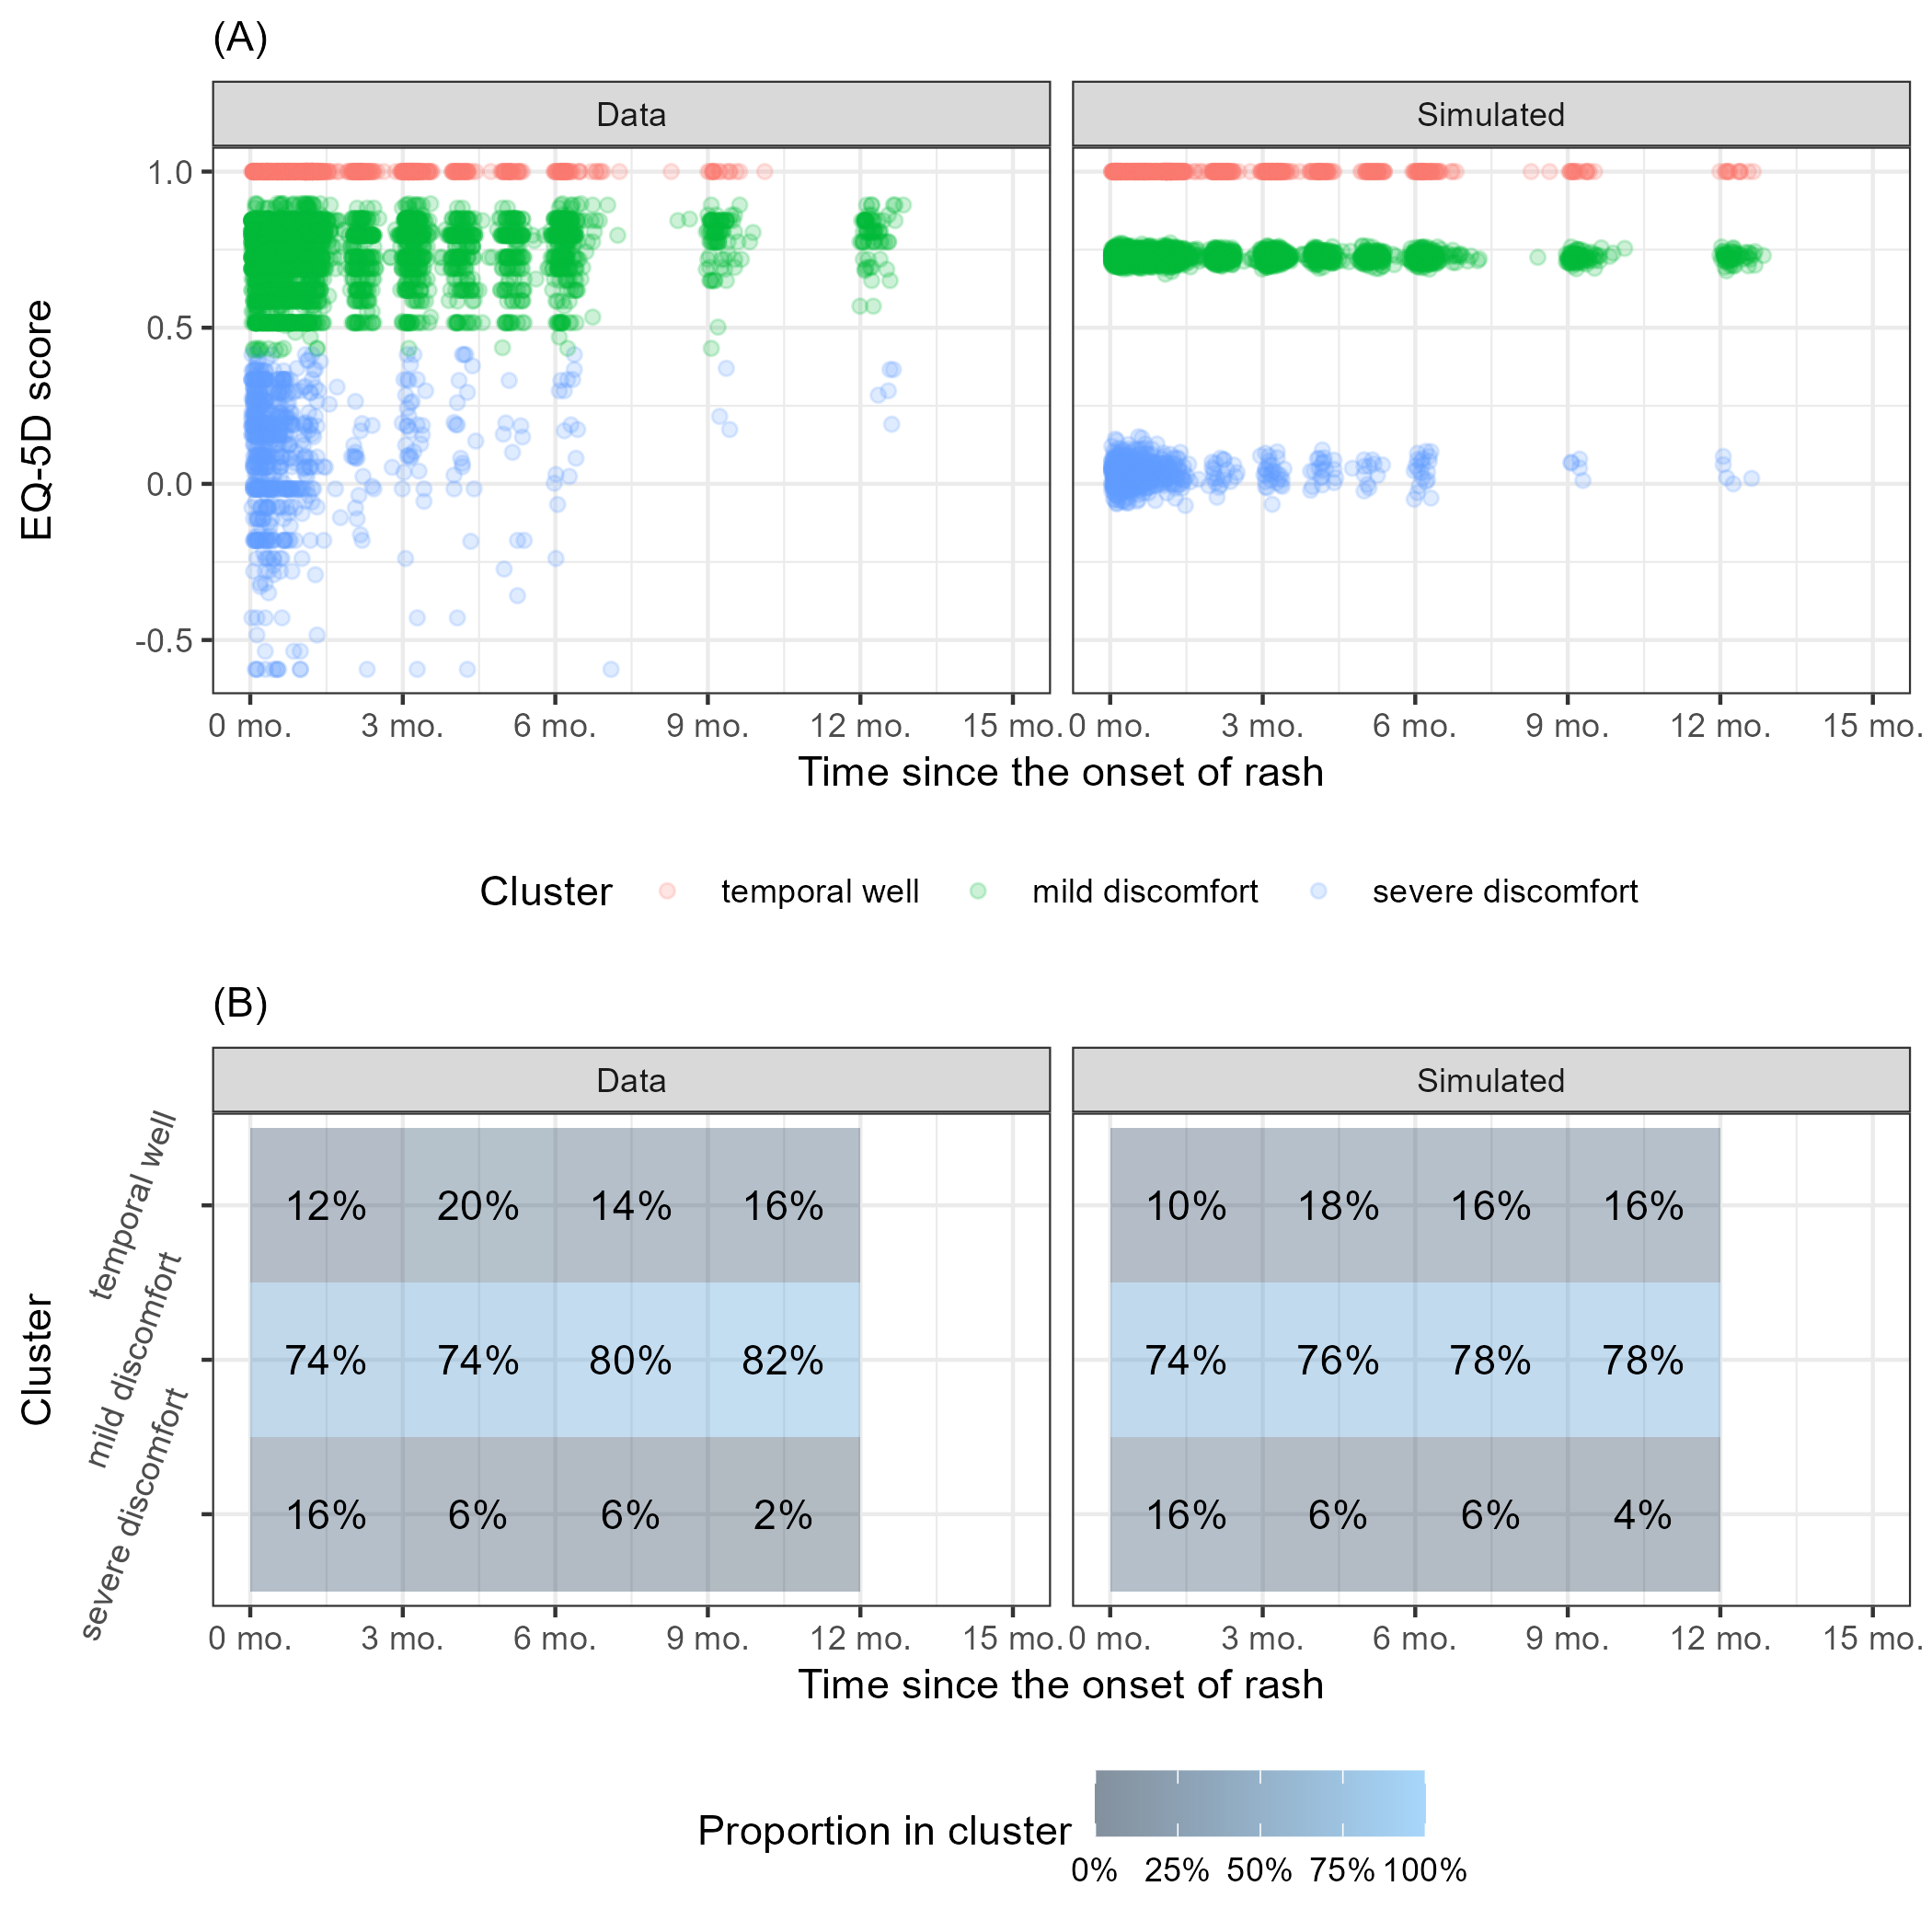 (A)
Data
Simulated
EQ-5D score
1.0
0.5
0.0
-0.5
0 mo. 3 mo. 6 mo. 9 mo. 12 mo. 15 mo. 0 mo. 3 mo. 6 mo. 9 mo. 12 mo. 15 mo.
Time since the onset of rash
Cluster temporal well mild discomfort severe discomfort
(B)
Data
Simulated
Cluster
temporal well
mild discomfort
severe discomfort
12% 20% 14% 16% 10% 18% 16% 16%
74% 74% 80% 82% 74% 76% 78% 78%
16% 6% 6% 2% 16% 6% 6% 4%
0 mo. 3 mo. 6 mo. 9 mo. 12 mo. 15 mo. 0 mo. 3 mo. 6 mo. 9 mo. 12 mo. 15 mo.
Time since the onset of rash
Proportion in cluster
0% 25% 50% 75% 100%